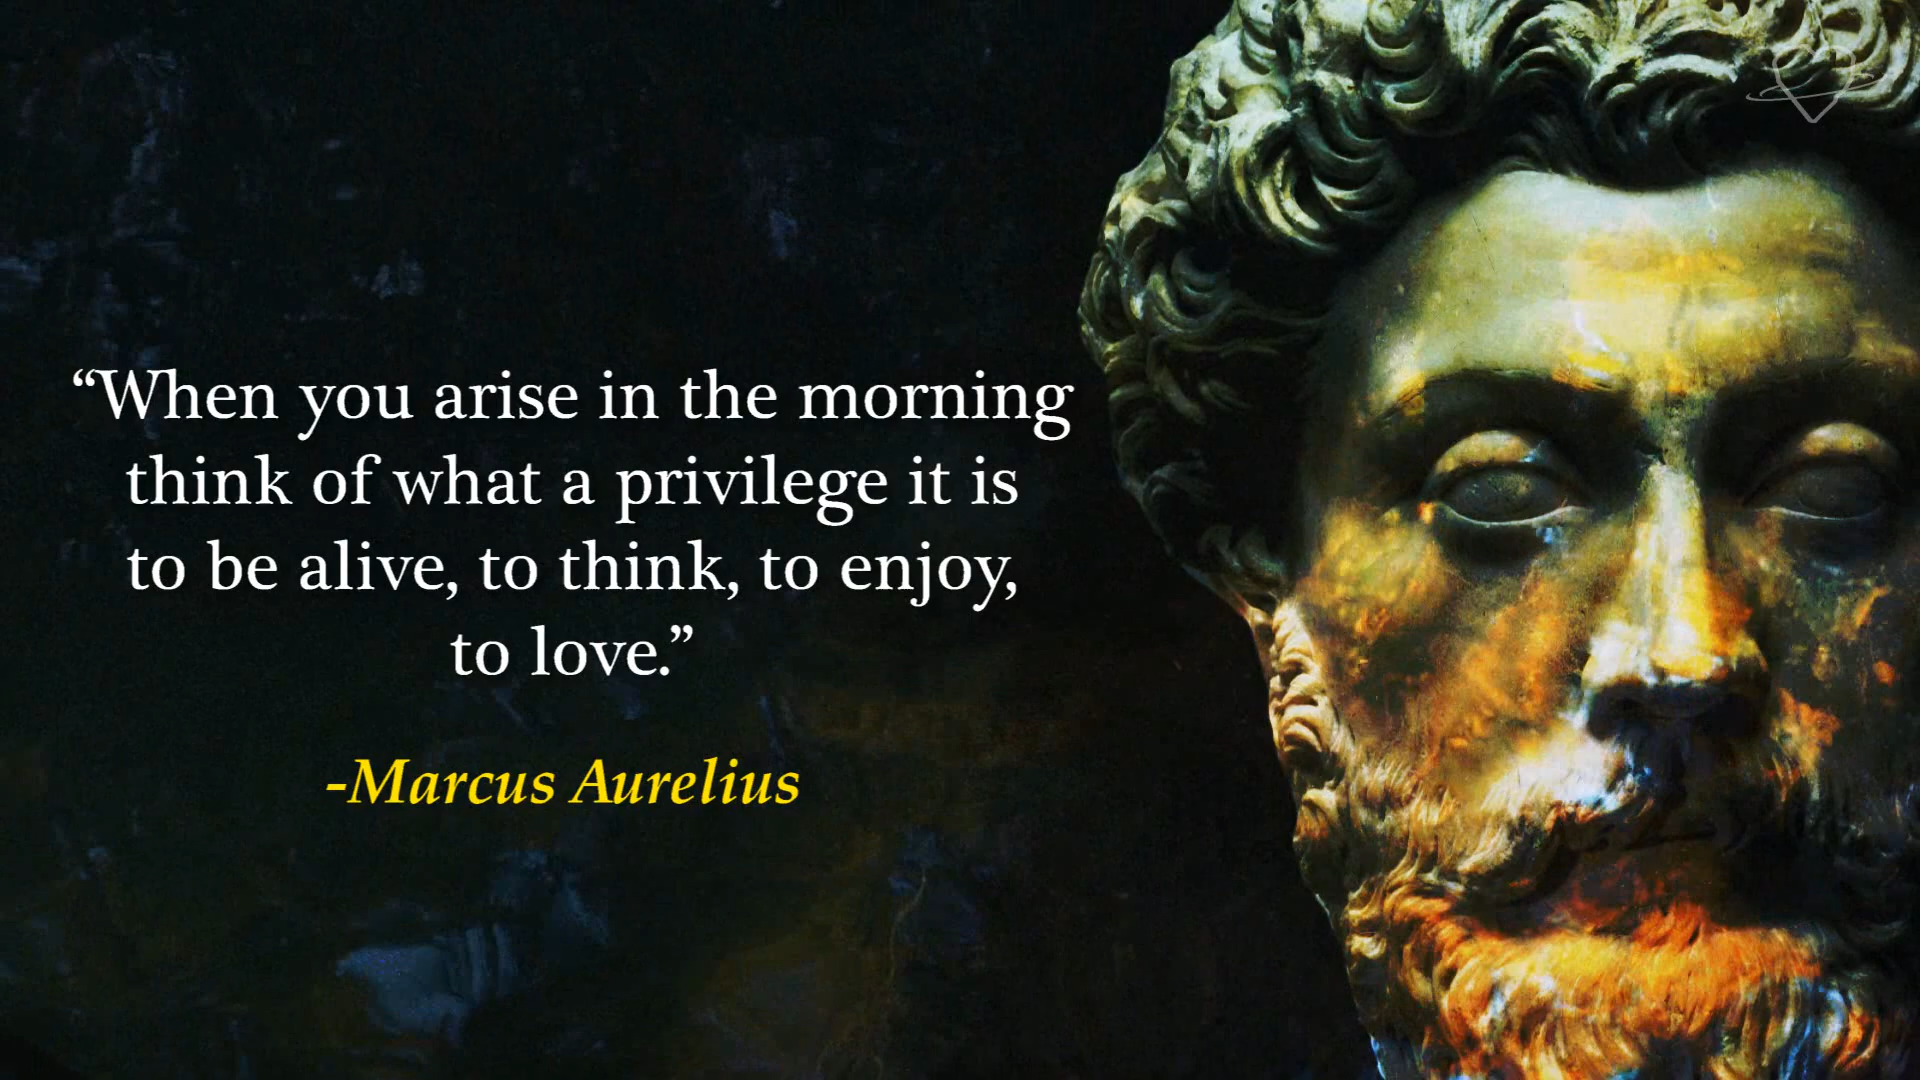 “When you arise in the morning
think of what a privilege it is
to be alive, to think, to enjoy,
to love.”
-Marcus Aurelius